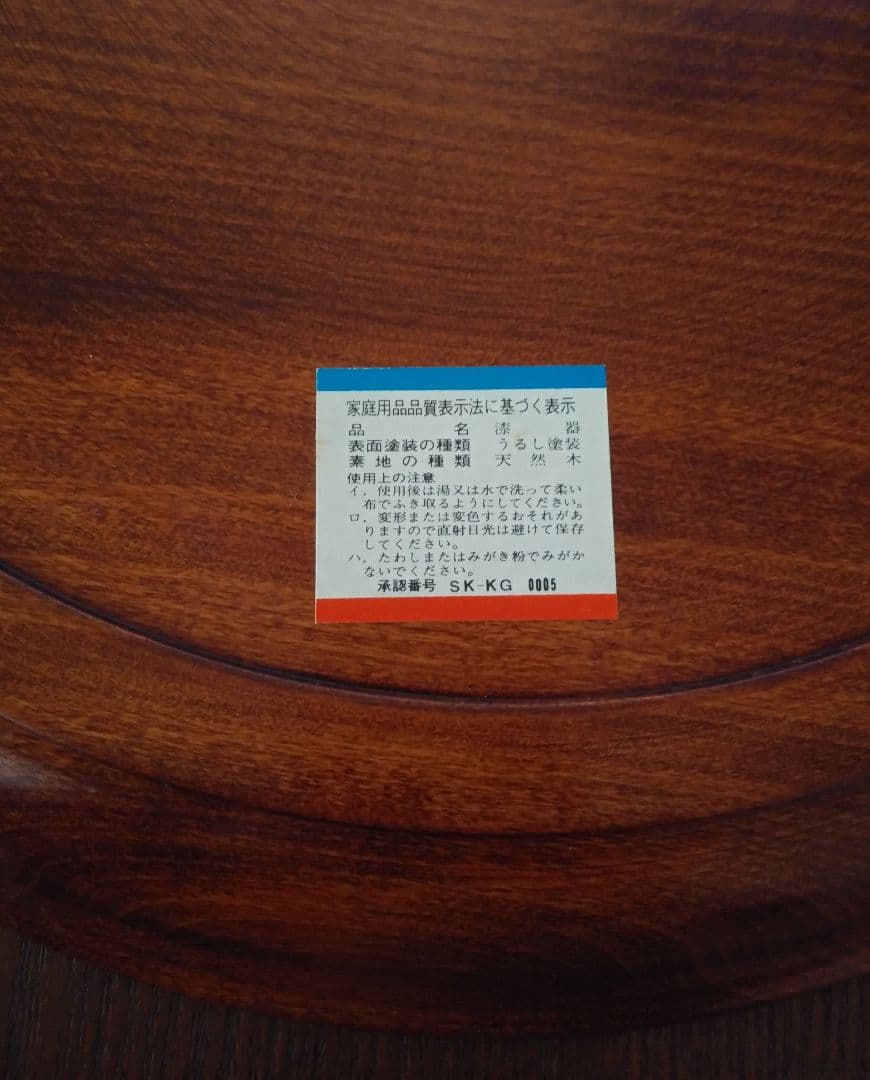 家庭用品品質表示法に基づく表示
品名 漆器
表面塗装の種類 うるし塗装
素地の種類 天然木
使用上の注意
イ．使用後は湯又は水で洗って柔い
布でふき取るようにしてください。
ロ．変形または変色するおそれがあ
りますので直射日光は避けて保存
してください。
ハ．たわしまたはみがき粉でみがか
ないでください。
承認番号 SK-KG 0005